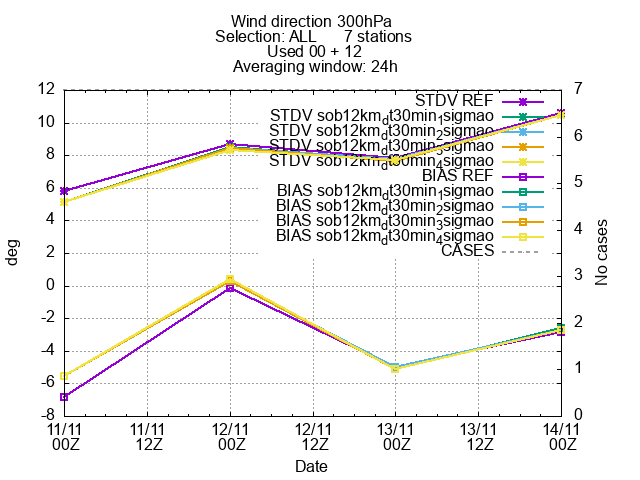 Wind direction 300hPa
Selection: ALL 7 stations
Used 00 + 12
Averaging window: 24h
STDV REF
STDV sob12km_dt30min_1sigmao
STDV sob12km_dt30min_2sigmao
STDV sob12km_dt30min_3sigmao
STDV sob12km_dt30min_4sigmao
BIAS REF
BIAS sob12km_dt30min_1sigmao
BIAS sob12km_dt30min_2sigmao
BIAS sob12km_dt30min_3sigmao
BIAS sob12km_dt30min_4sigmao
CASES
12
10
8
6
4
2
0
-2
-4
-6
-8
deg
7
6
5
4
3
2
1
0
No cases
11/11 11/11 12/11 12/11 13/11 13/11 14/11
00Z 12Z 00Z 12Z 00Z 12Z 00Z
Date